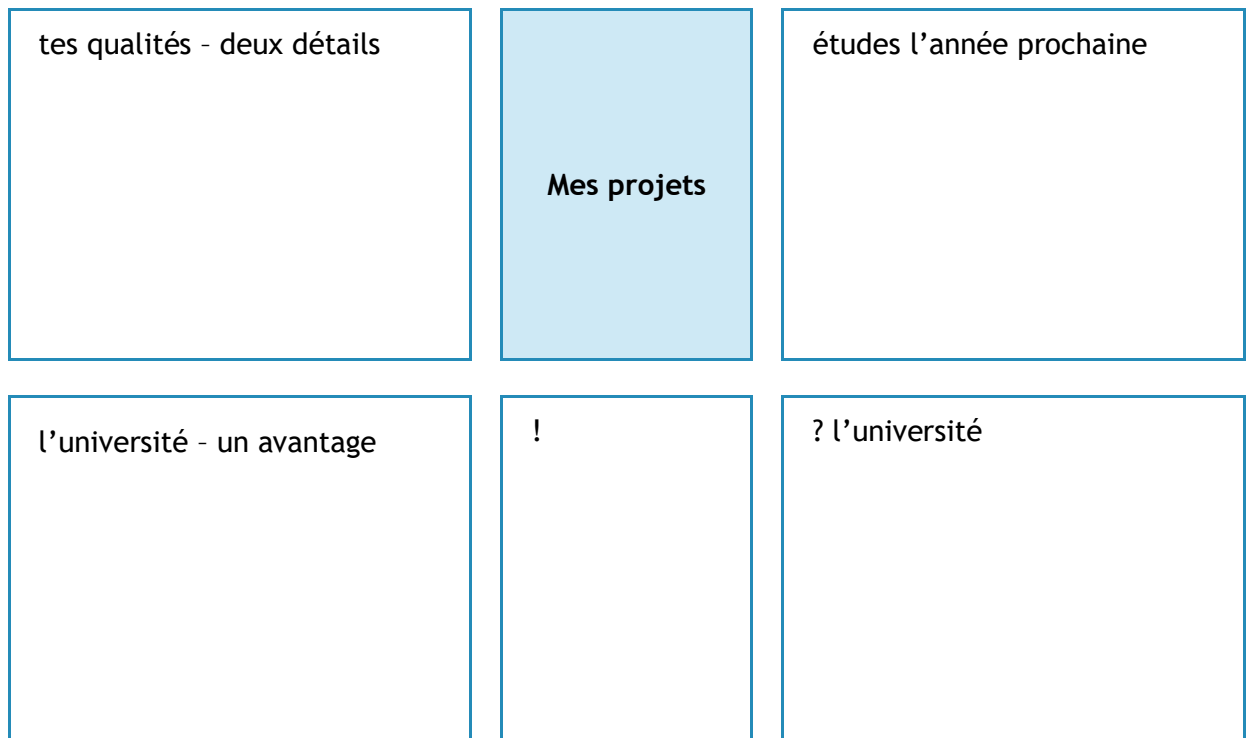 tes qualités – deux détails
Mes projets
études l’année prochaine
l’université – un avantage
!
? l’université